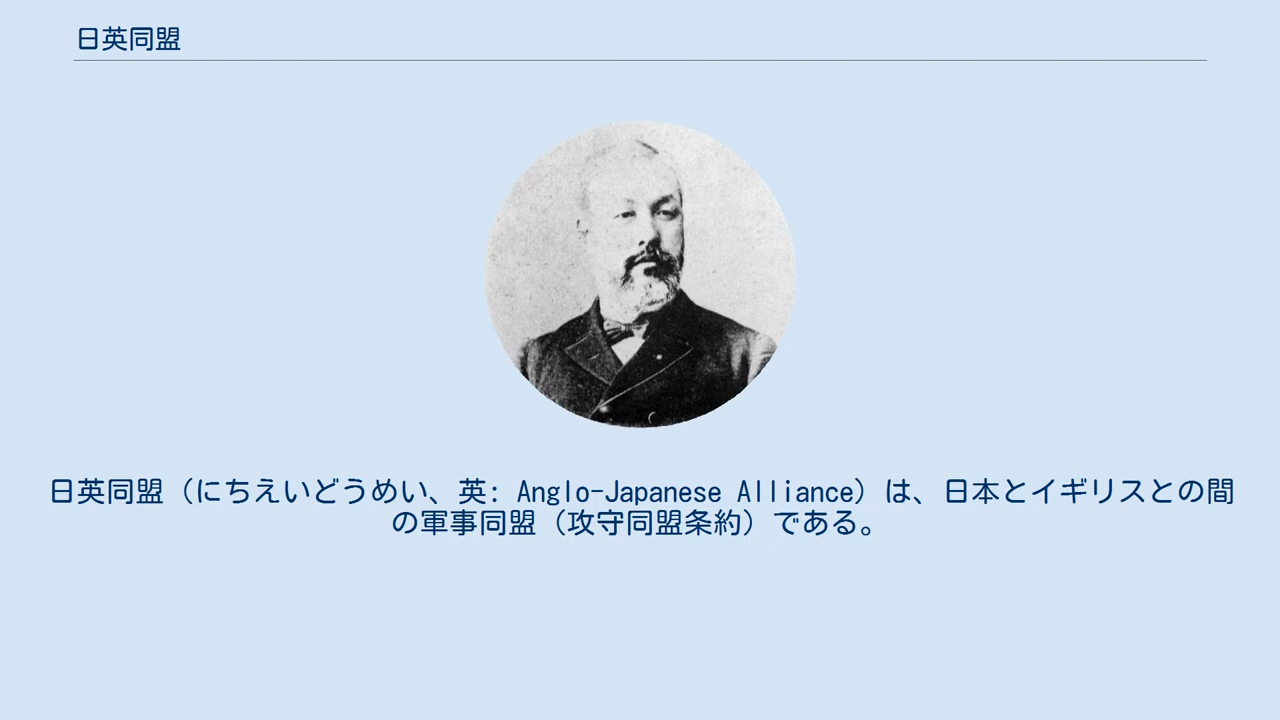 日英同盟
日英同盟（にちえいどうめい、英: Anglo-Japanese Alliance）は、日本とイギリスとの間
の軍事同盟（攻守同盟条約）である。